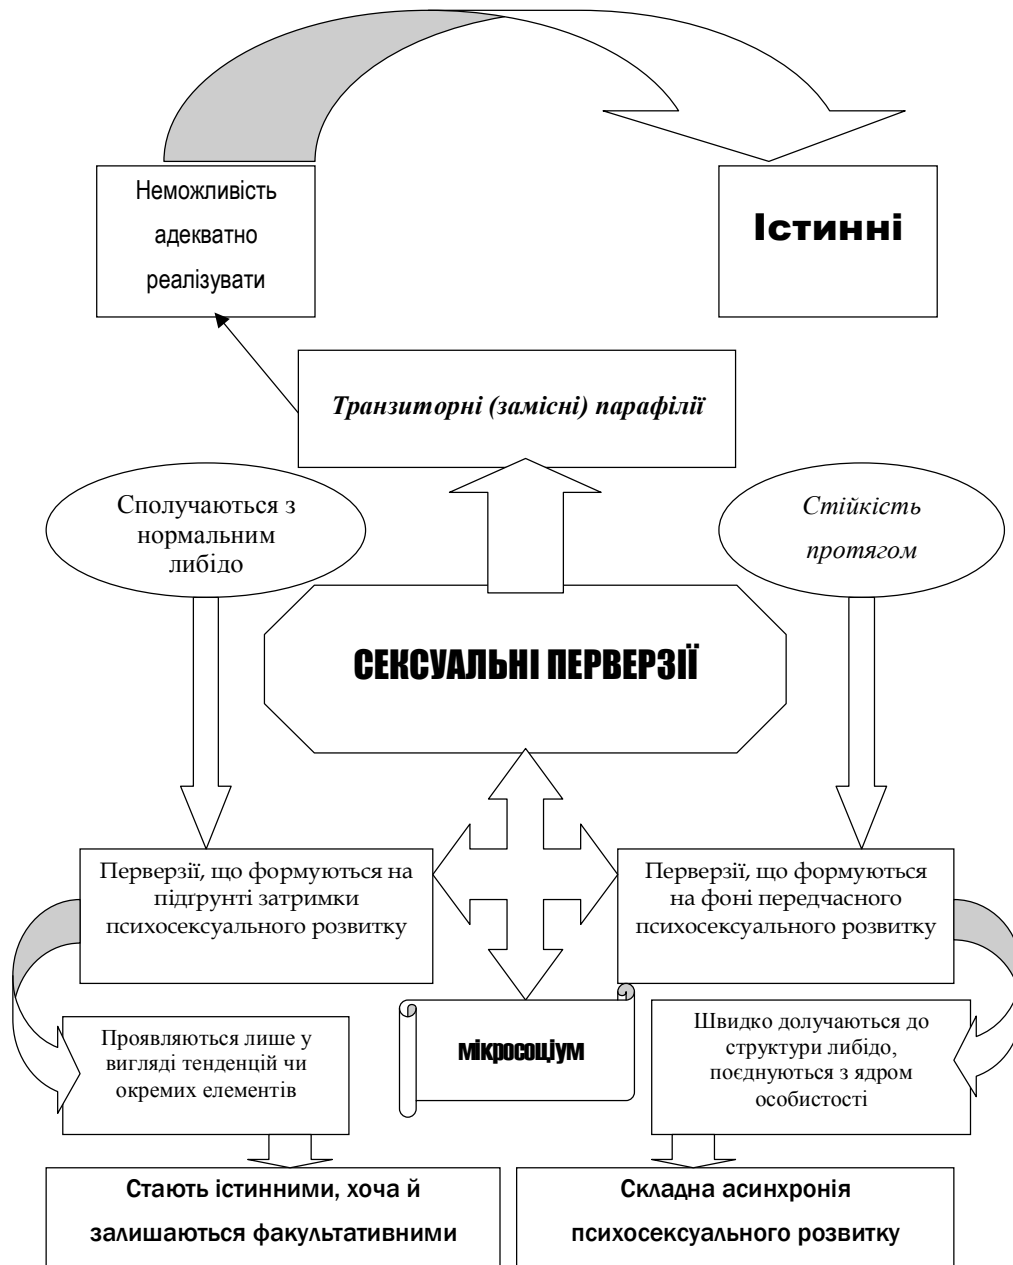 Неможливість
адекватно
реалізувати
Істинні
Транзиторні (замісні) парафілії
Сполучаються з
нормальним
либідо
Стійкість
протягом
СЕКСУАЛЬНІ ПЕРВЕРЗІЇ
Перверзії, що формуються на
підґрунті затримки
психосексуального розвитку
Перверзії, що формуються
на фоні передчасного
психосексуального розвитку
Проявляються лише у
вигляді тенденцій чи
окремих елементів
мікросоціум
Швидко долучаються до
структури либідо,
поєднуються з ядром
особистості
Стають істинними, хоча й
залишаються факультативними
Складна асинхронія
психосексуального розвитку